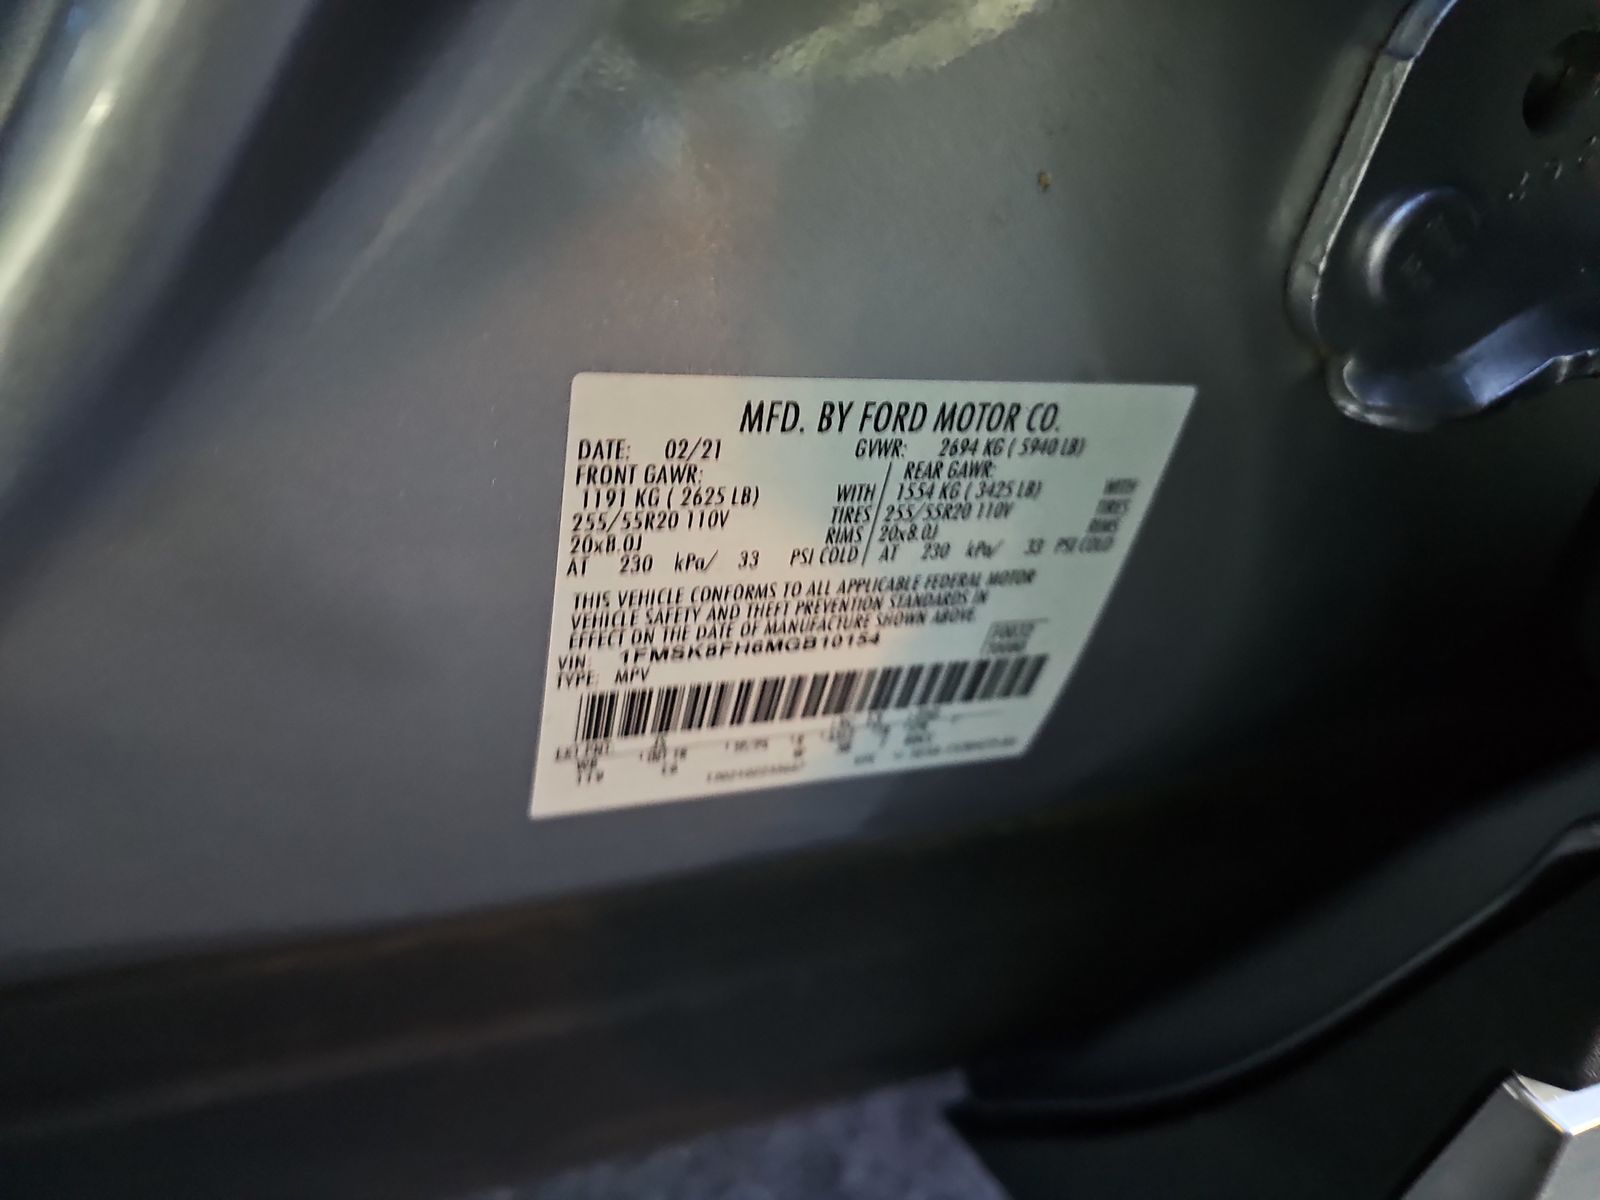 MFD. BY FORD MOTOR CO.
DATE: 02/21 GVWR: 2694 KG ( 5940 LB)
FRONT GAWR: REAR GAWR:
1191 KG ( 2625 LB) WITH / 1554 KG ( 3425 LB) WITH
255/55R20 110V TIRES / 255/55R20 110V TIRES
20x8.0J RIMS / 20x8.0J RIMS
AT 230 kPa/ 33 PSI COLD / AT 230 kPa/ 33 PSI COLD
THIS VEHICLE CONFORMS TO ALL APPLICABLE FEDERAL MOTOR
VEHICLE SAFETY AND THEFT PREVENTION STANDARDS IN
EFFECT ON THE DATE OF MANUFACTURE SHOWN ABOVE.
VIN: 1FMSK8FH6MGB10154
TYPE: MPV